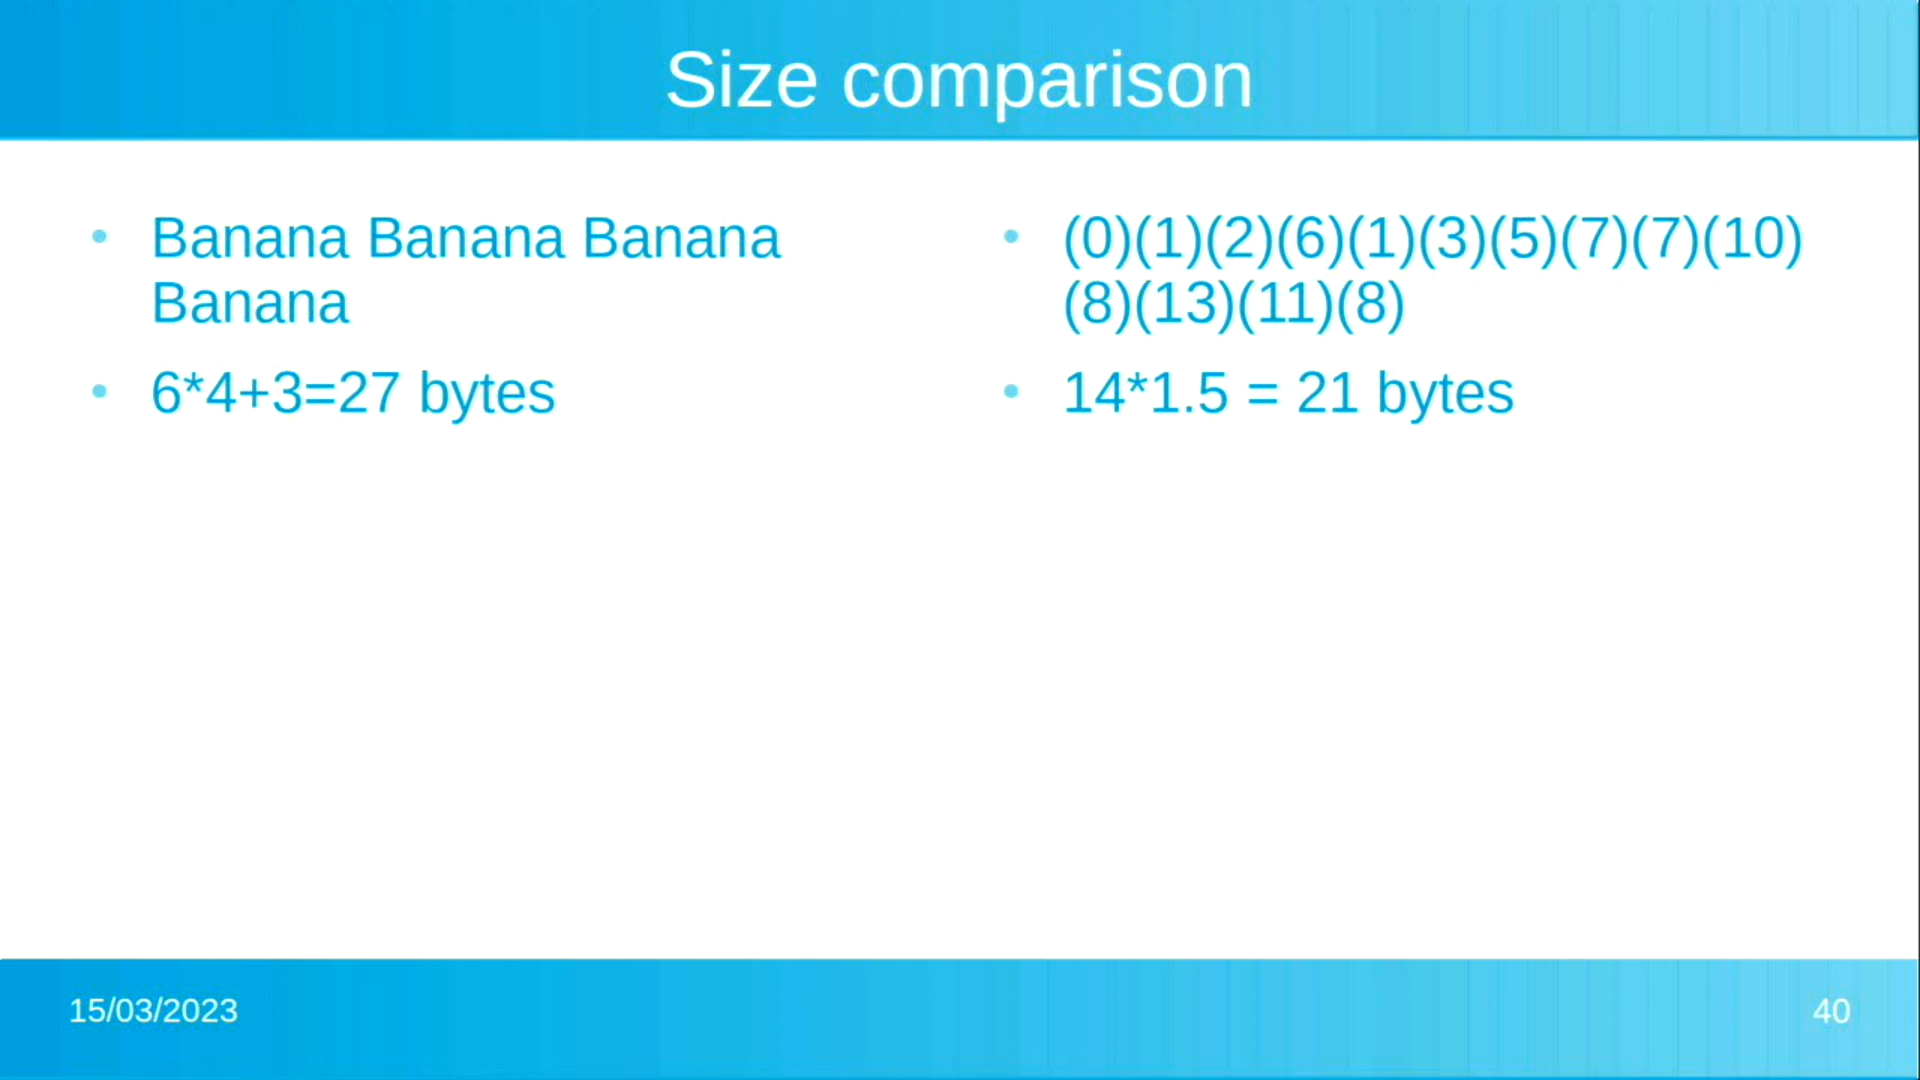 Size comparison
• Banana Banana Banana
Banana
• 6*4+3=27 bytes
• (0)(1)(2)(6)(1)(3)(5)(7)(7)(10)
(8)(13)(11)(8)
• 14*1.5 = 21 bytes
15/03/2023
40